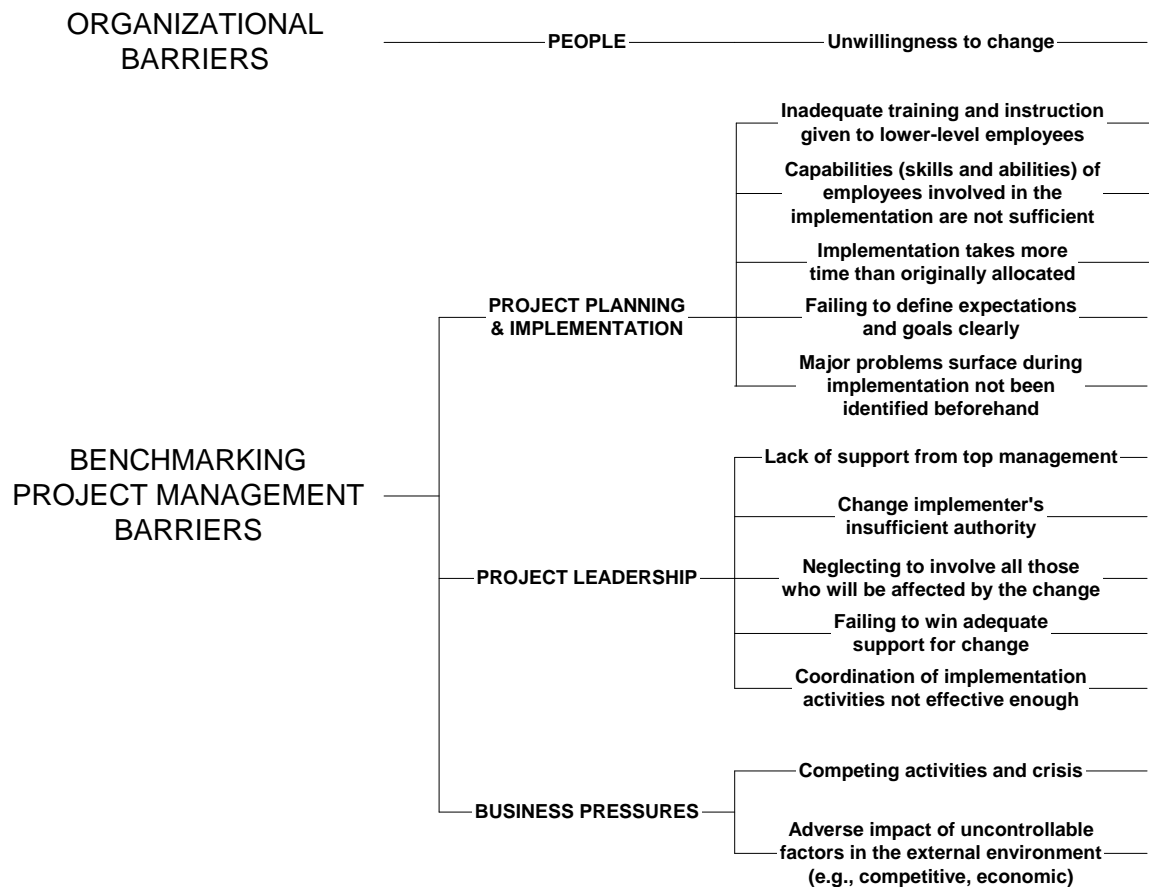 ORGANIZATIONAL
BARRIERS
PEOPLE
Unwillingness to change
BENCHMARKING
PROJECT MANAGEMENT
BARRIERS
PROJECT PLANNING
& IMPLEMENTATION
Inadequate training and instruction
given to lower-level employees
Capabilities (skills and abilities) of
employees involved in the
implementation are not sufficient
Implementation takes more
time than originally allocated
Failing to define expectations
and goals clearly
Major problems surface during
implementation not been
identified beforehand
PROJECT LEADERSHIP
Lack of support from top management
Change implementer's
insufficient authority
Neglecting to involve all those
who will be affected by the change
Failing to win adequate
support for change
Coordination of implementation
activities not effective enough
BUSINESS PRESSURES
Competing activities and crisis
Adverse impact of uncontrollable
factors in the external environment
(e.g., competitive, economic)